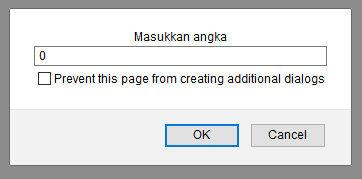 Masukkan angka
0
Prevent this page from creating additional dialogs
OK
Cancel